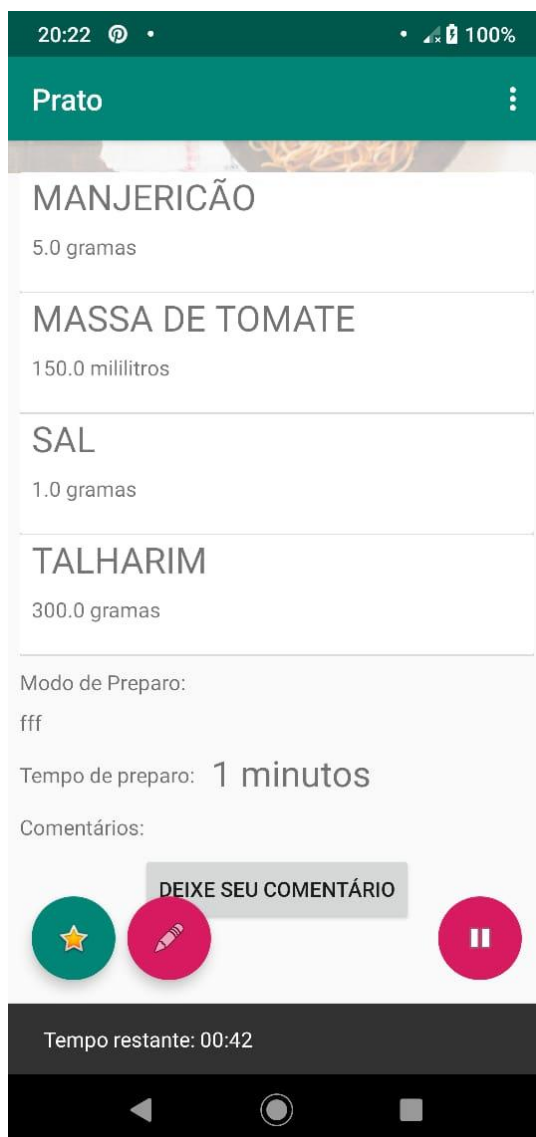 20:22
100%
Prato
MANJERICÃO
5.0 gramas
MASSA DE TOMATE
150.0 mililitros
SAL
1.0 gramas
TALHARIM
300.0 gramas
Modo de Preparo:
fff
Tempo de preparo: 1 minutos
Comentários:
DEIXE SEU COMENTÁRIO
Tempo restante: 00:42